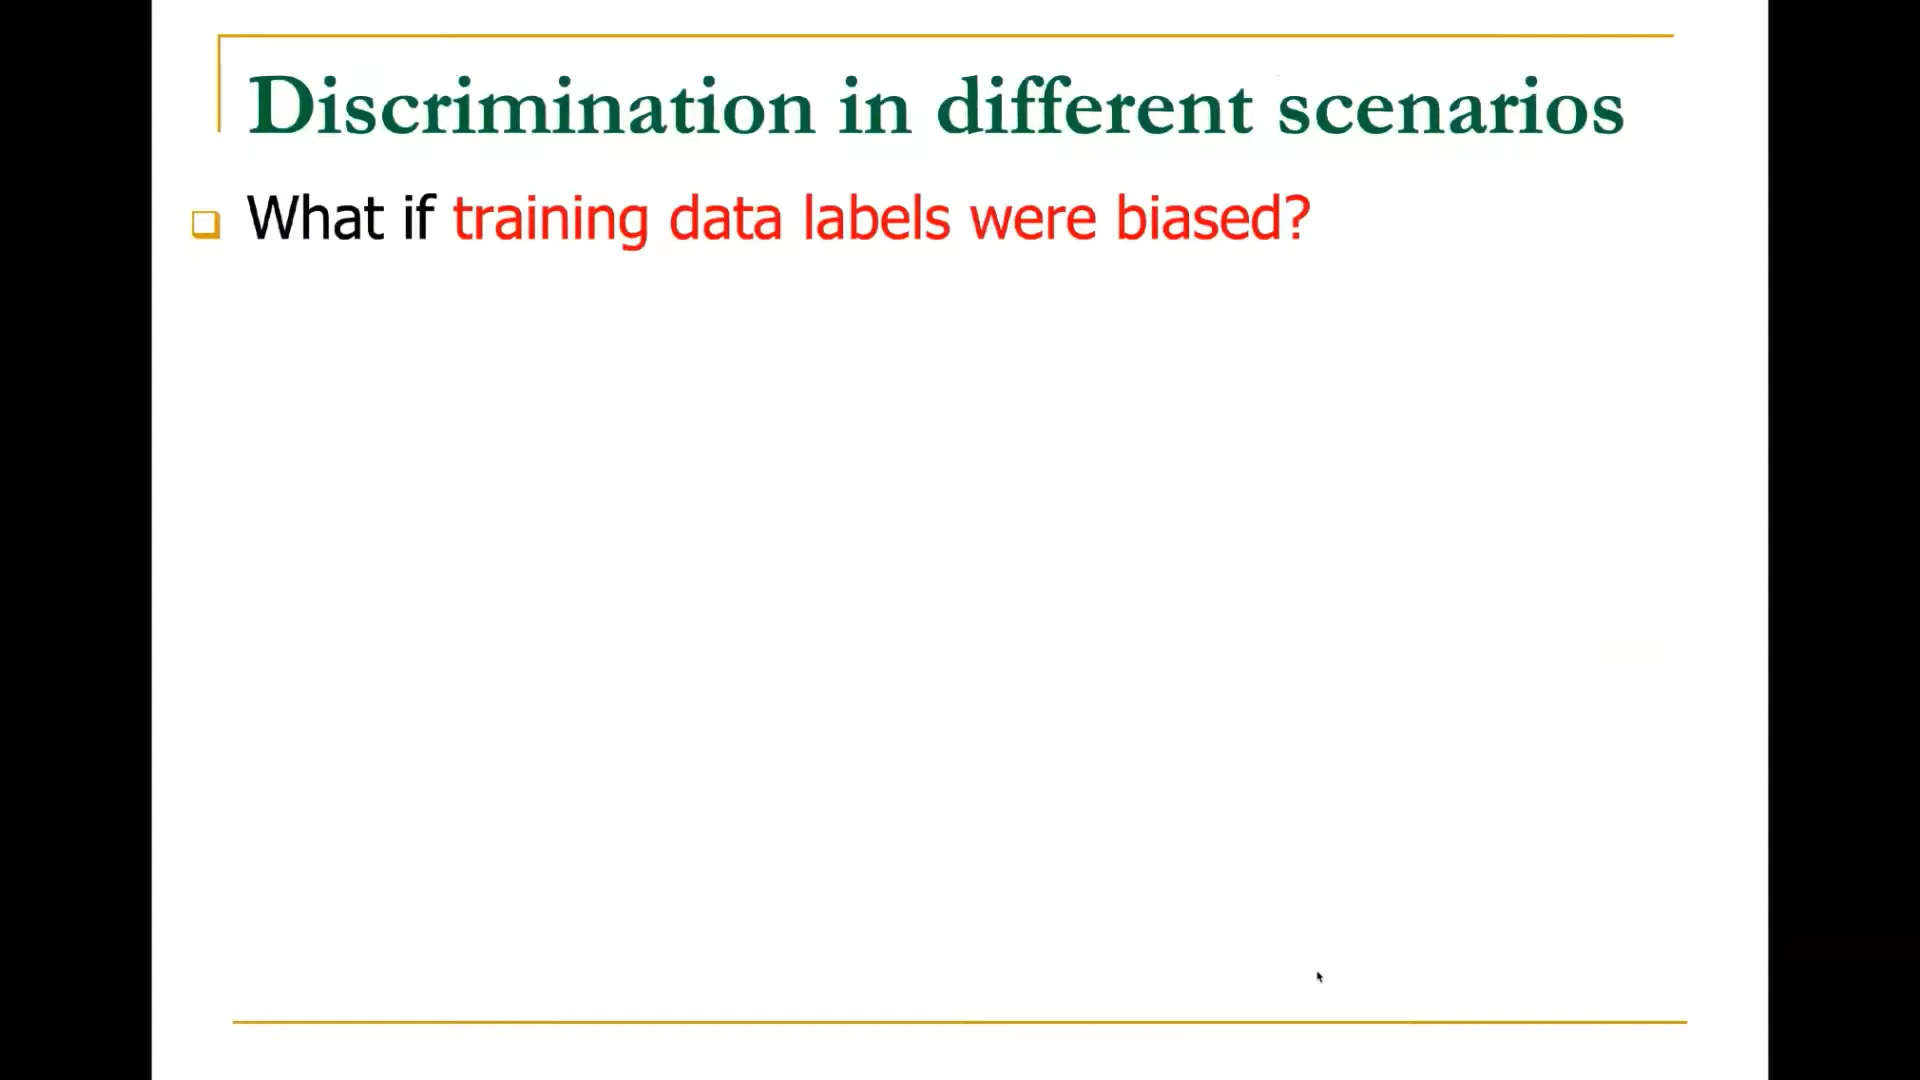 Discrimination in different scenarios
What if training data labels were biased?